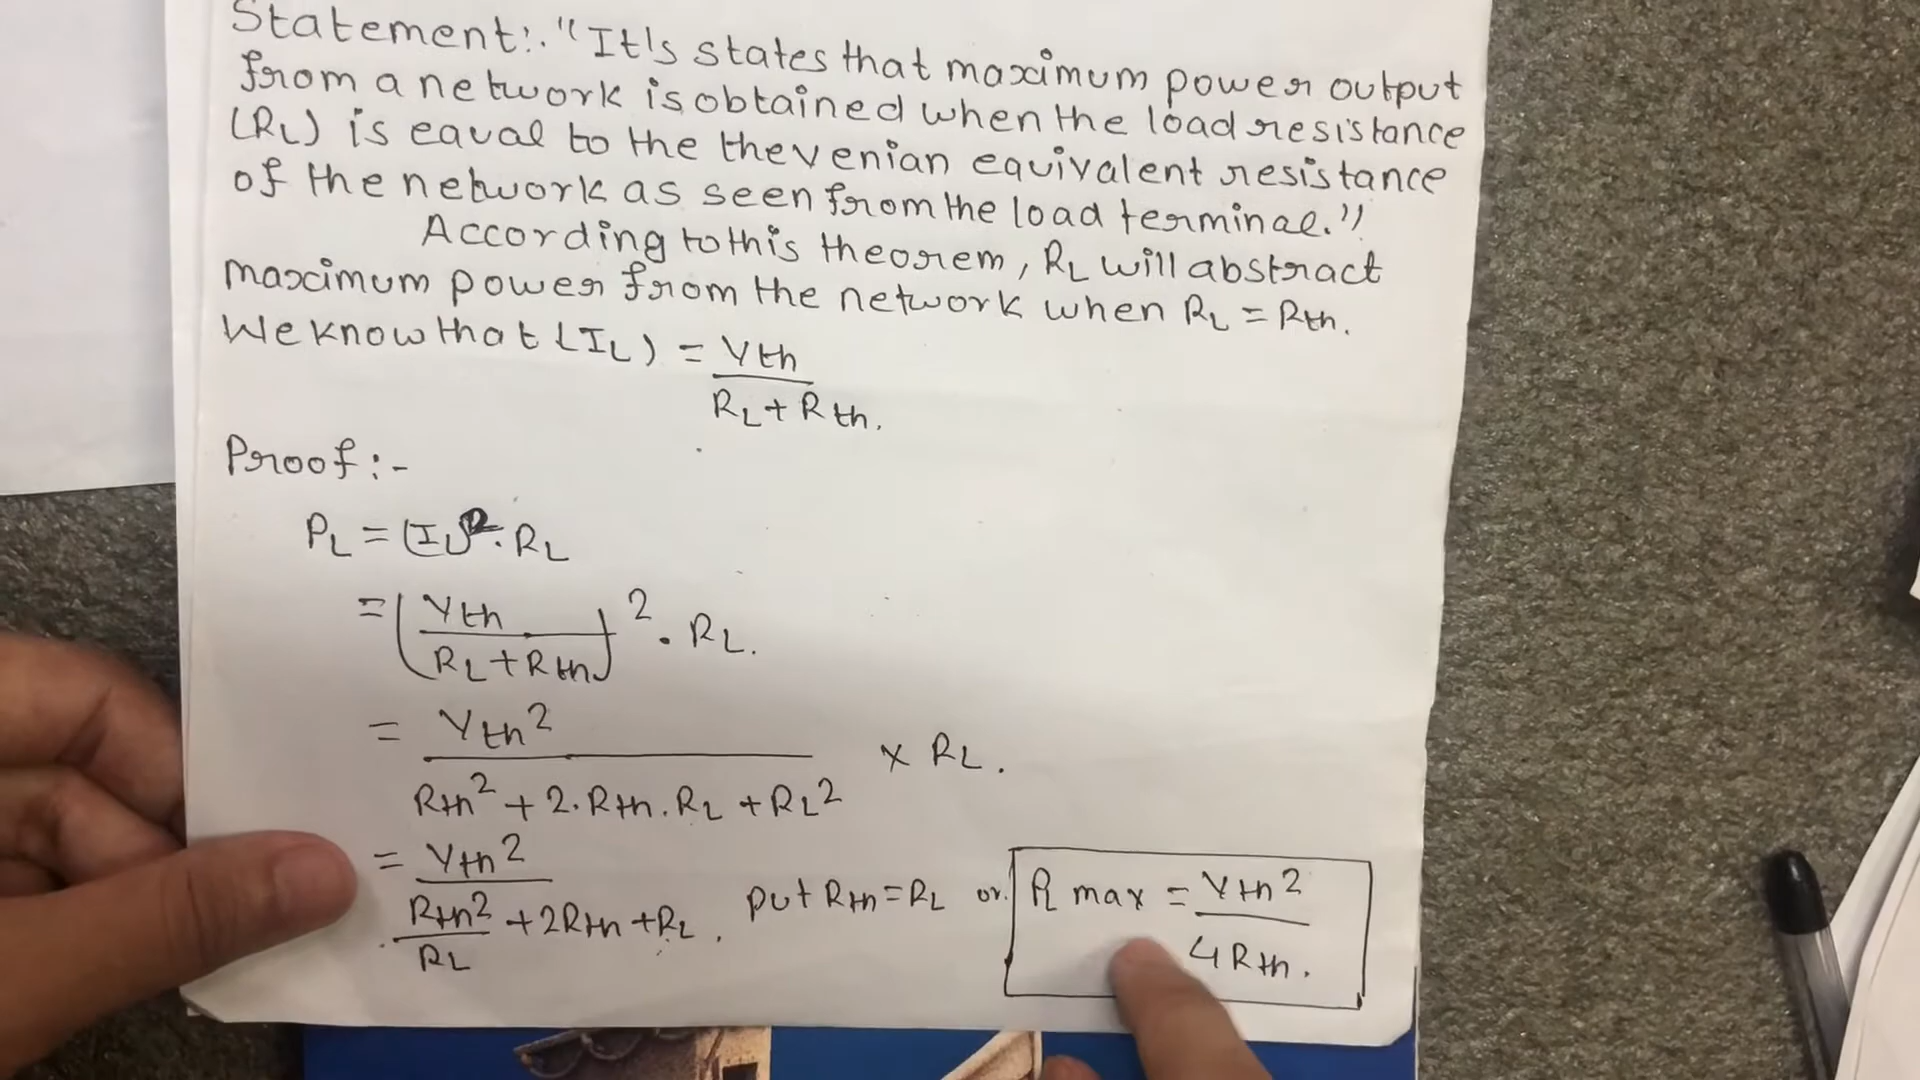 Statement:. "It's states that maximum power output
from a network is obtained when the load resistance
(RL) is eaual to the thevenian equivalent resistance
of the network as seen from the load terminal."
According to this theorem, RL will abstract
maximum power from the network when RL = Rth.
We know that (IL) = Vth / RL + Rth.
Proof :-
PL = (IL)². RL
= (Vth / RL + Rth)² . RL.
= Vth² / Rth² + 2. Rth. RL + RL² × RL.
= Vth² / Rth²/RL + 2Rth + RL . put Rth = RL or. PL max = Vth² / 4 Rth.